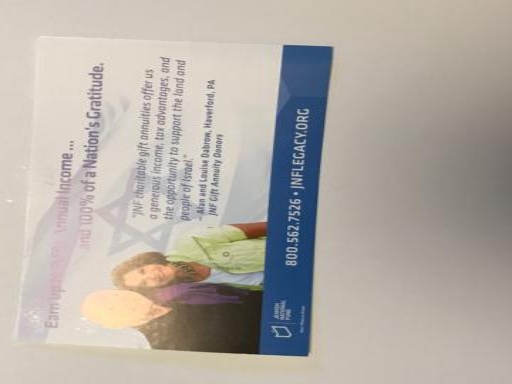 Earn up Annual Income ...
and 100% of a Nation's Gratitude.
"JNF charitable gift annuities offer us
a generous income, tax advantages, and
the opportunity to support the land and
people of Israel."
– Alan and Louise Dabrow, Haverford, PA
JNF Gift Annuity Donors
JEWISH
NATIONAL
FUND
800.562.7526 • JNFLEGACY.ORG